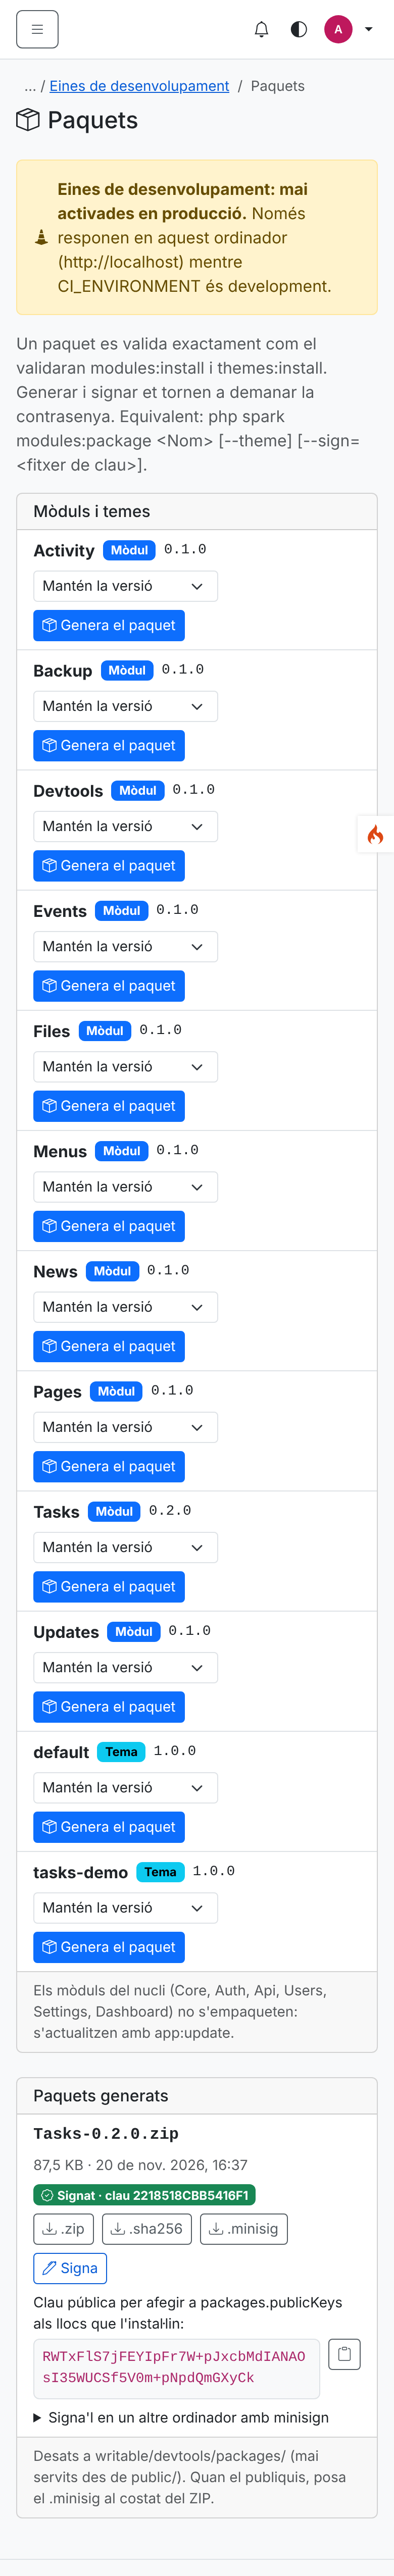 A
... / Eines de desenvolupament / Paquets
Paquets
Eines de desenvolupament: mai
activades en producció. Només
responen en aquest ordinador
(http://localhost) mentre
CI_ENVIRONMENT és development.
Un paquet es valida exactament com el
validaran modules:install i themes:install.
Generar i signar et tornen a demanar la
contrasenya. Equivalent: php spark
modules:package <Nom> [--theme] [--sign=
<fitxer de clau>].
Mòduls i temes
Activity Mòdul 0.1.0
Mantén la versió
Genera el paquet
Backup Mòdul 0.1.0
Mantén la versió
Genera el paquet
Devtools Mòdul 0.1.0
Mantén la versió
Genera el paquet
Events Mòdul 0.1.0
Mantén la versió
Genera el paquet
Files Mòdul 0.1.0
Mantén la versió
Genera el paquet
Menus Mòdul 0.1.0
Mantén la versió
Genera el paquet
News Mòdul 0.1.0
Mantén la versió
Genera el paquet
Pages Mòdul 0.1.0
Mantén la versió
Genera el paquet
Tasks Mòdul 0.2.0
Mantén la versió
Genera el paquet
Updates Mòdul 0.1.0
Mantén la versió
Genera el paquet
default Tema 1.0.0
Mantén la versió
Genera el paquet
tasks-demo Tema 1.0.0
Mantén la versió
Genera el paquet
Els mòduls del nucli (Core, Auth, Api, Users,
Settings, Dashboard) no s'empaqueten:
s'actualitzen amb app:update.
Paquets generats
Tasks-0.2.0.zip
87,5 KB · 20 de nov. 2026, 16:37
Signat · clau 2218518CBB5416F1
.zip .sha256 .minisig
Signa
Clau pública per afegir a packages.publicKeys
als llocs que l'instal·lin:
RWTxFlS7jFEYIpFr7W+pJxcbMdIANAO
sI35WUCSf5V0m+pNpdQmGXyCk
Signa'l en un altre ordinador amb minisign
Desats a writable/devtools/packages/ (mai
servits des de public/). Quan el publiquis, posa
el .minisig al costat del ZIP.